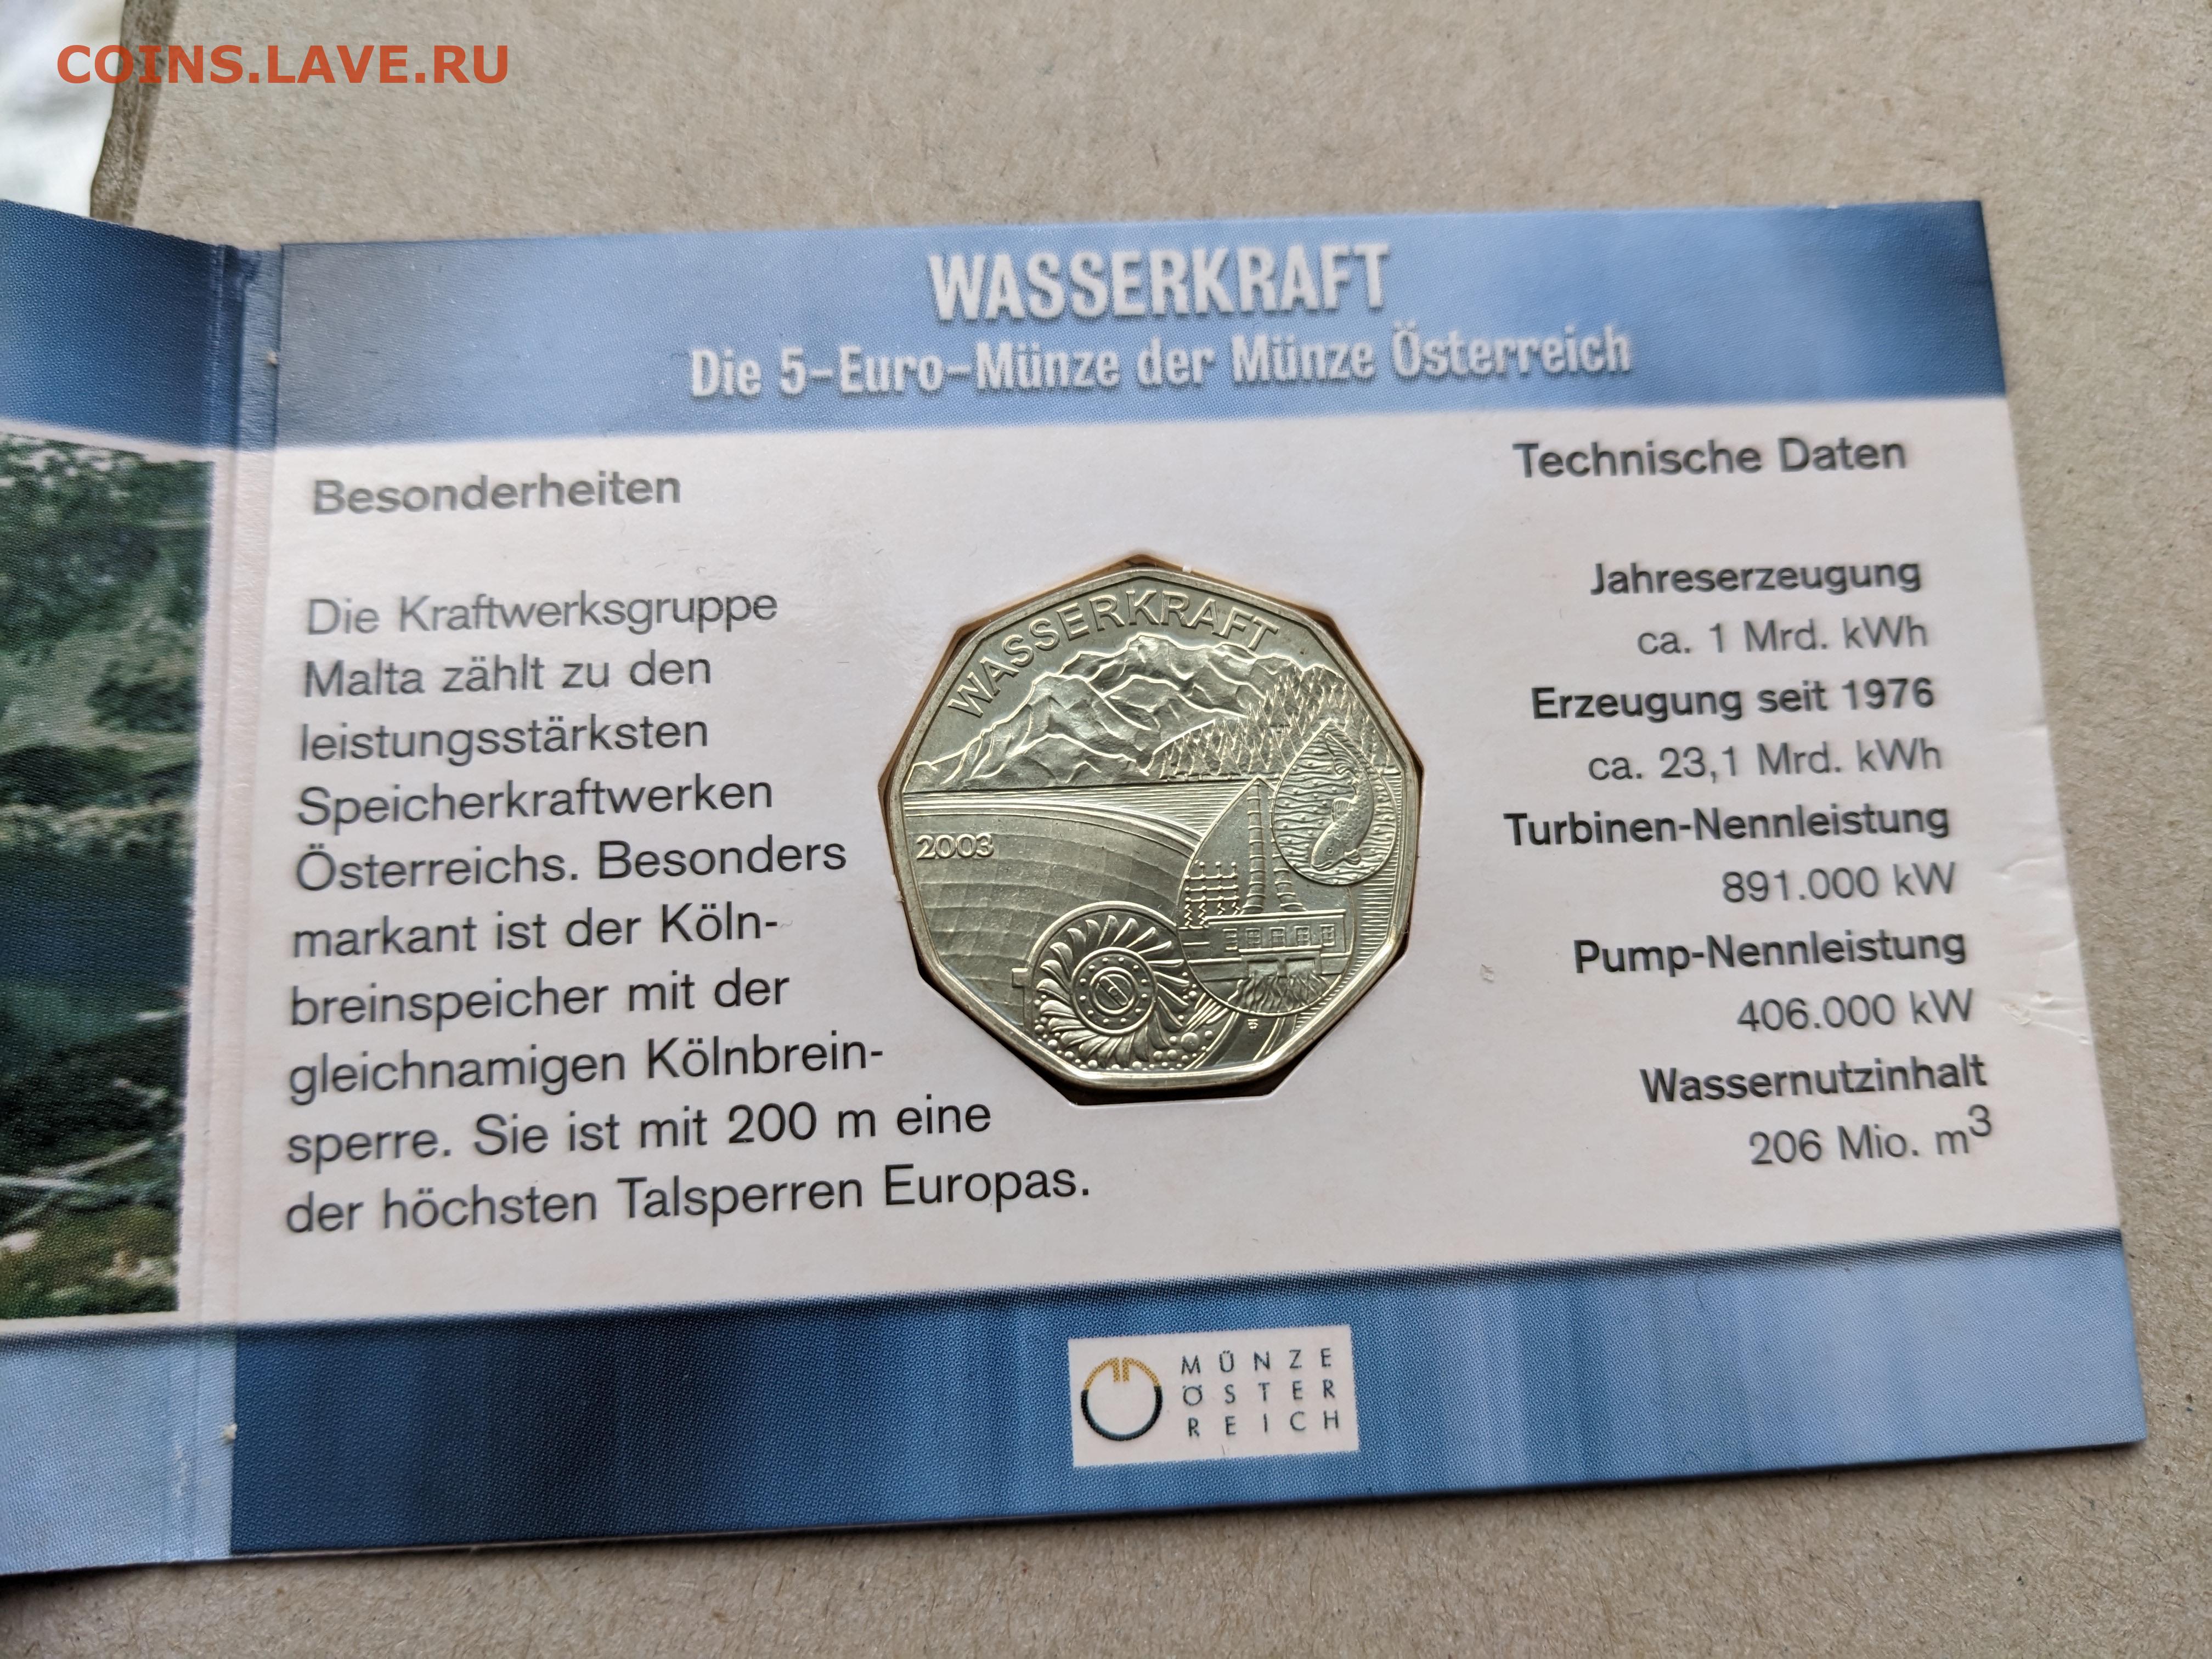 COINS.LAVE.RU
WASSERKRAFT
Die 5-Euro-Münze der Münze Österreich
Besonderheiten
Die Kraftwerksgruppe
Malta zählt zu den
leistungsstärksten
Speicherkraftwerken
Österreichs. Besonders
markant ist der Köln-
breinspeicher mit der
gleichnamigen Kölnbrein-
sperre. Sie ist mit 200 m eine
der höchsten Talsperren Europas.
WASSERKRAFT
2003
Technische Daten
Jahreserzeugung
ca. 1 Mrd. kWh
Erzeugung seit 1976
ca. 23,1 Mrd. kWh
Turbinen-Nennleistung
891.000 kW
Pump-Nennleistung
406.000 kW
Wassernutzinhalt
206 Mio. m³
MÜNZE
ÖSTER
REICH